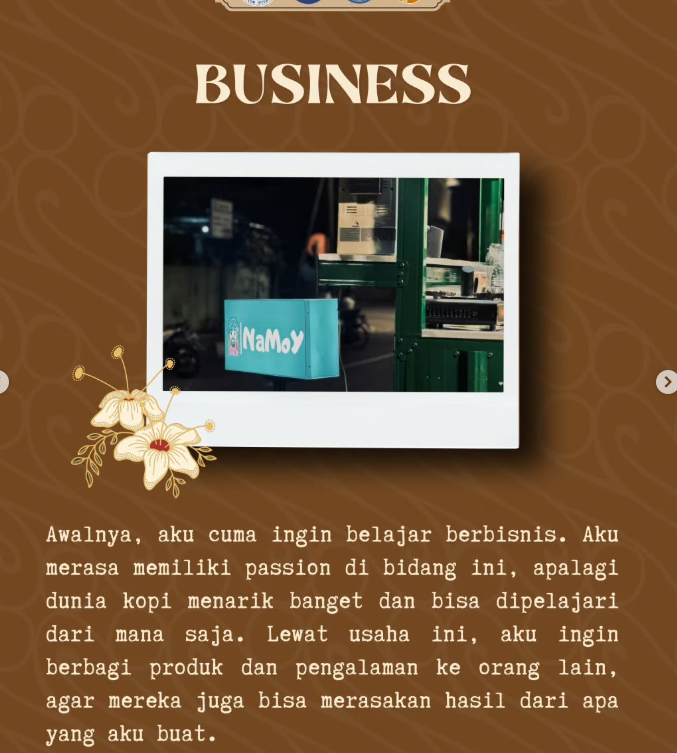 BUSINESS
NaMoY
Awalnya, aku cuma ingin belajar berbisnis. Aku
merasa memiliki passion di bidang ini, apalagi
dunia kopi menarik banget dan bisa dipelajari
dari mana saja. Lewat usaha ini, aku ingin
berbagi produk dan pengalaman ke orang lain,
agar mereka juga bisa merasakan hasil dari apa
yang aku buat.